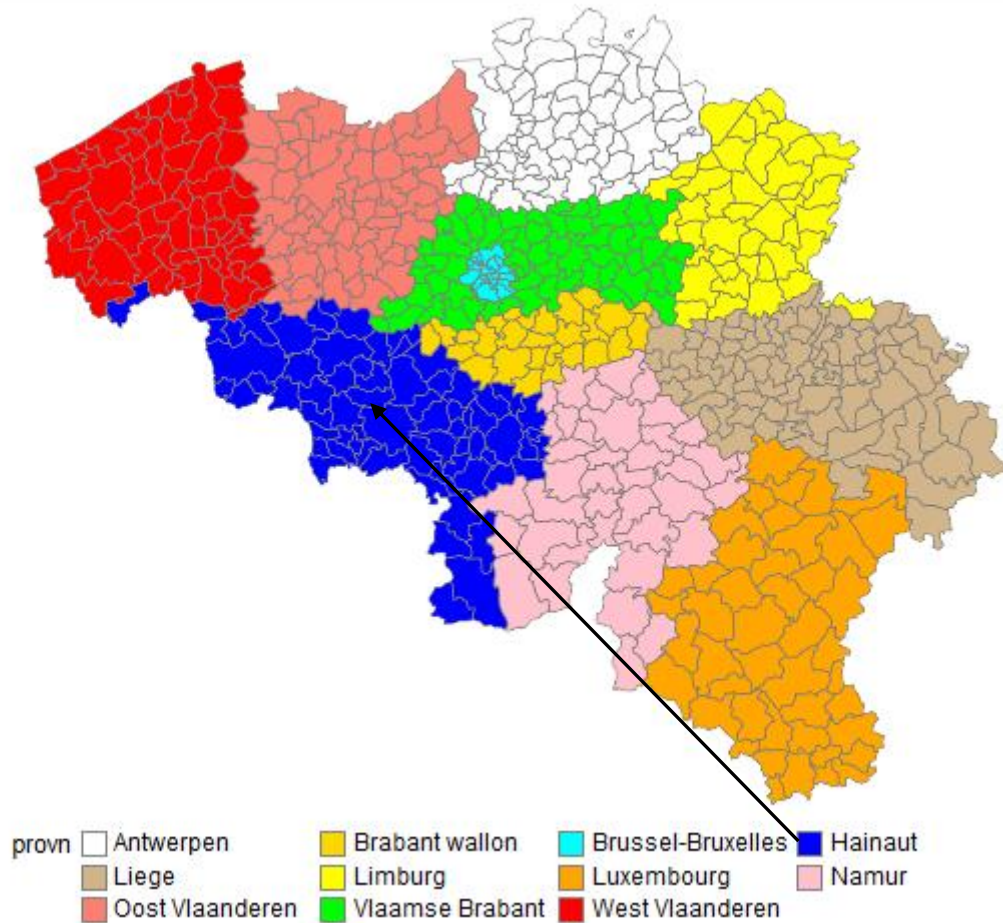 provn Antwerpen Brabant wallon Brussel-Bruxelles Hainaut
Liege Limburg Luxembourg Namur
Oost Vlaanderen Vlaamse Brabant West Vlaanderen